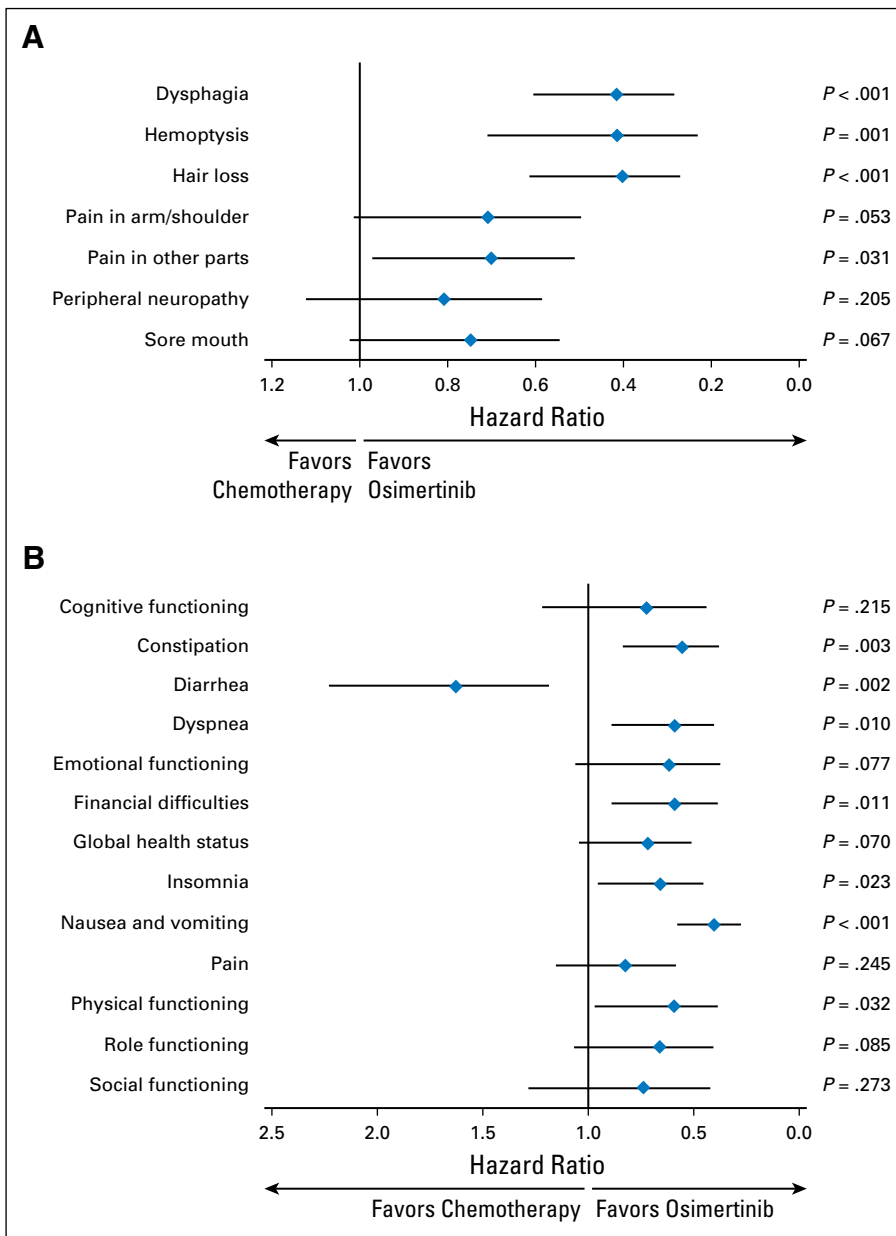 A
Dysphagia P < .001
Hemoptysis P = .001
Hair loss P < .001
Pain in arm/shoulder P = .053
Pain in other parts P = .031
Peripheral neuropathy P = .205
Sore mouth P = .067
1.2 1.0 0.8 0.6 0.4 0.2 0.0
Hazard Ratio
Favors Favors
Chemotherapy Osimertinib
B
Cognitive functioning P = .215
Constipation P = .003
Diarrhea P = .002
Dyspnea P = .010
Emotional functioning P = .077
Financial difficulties P = .011
Global health status P = .070
Insomnia P = .023
Nausea and vomiting P < .001
Pain P = .245
Physical functioning P = .032
Role functioning P = .085
Social functioning P = .273
2.5 2.0 1.5 1.0 0.5 0.0
Hazard Ratio
Favors Chemotherapy Favors Osimertinib